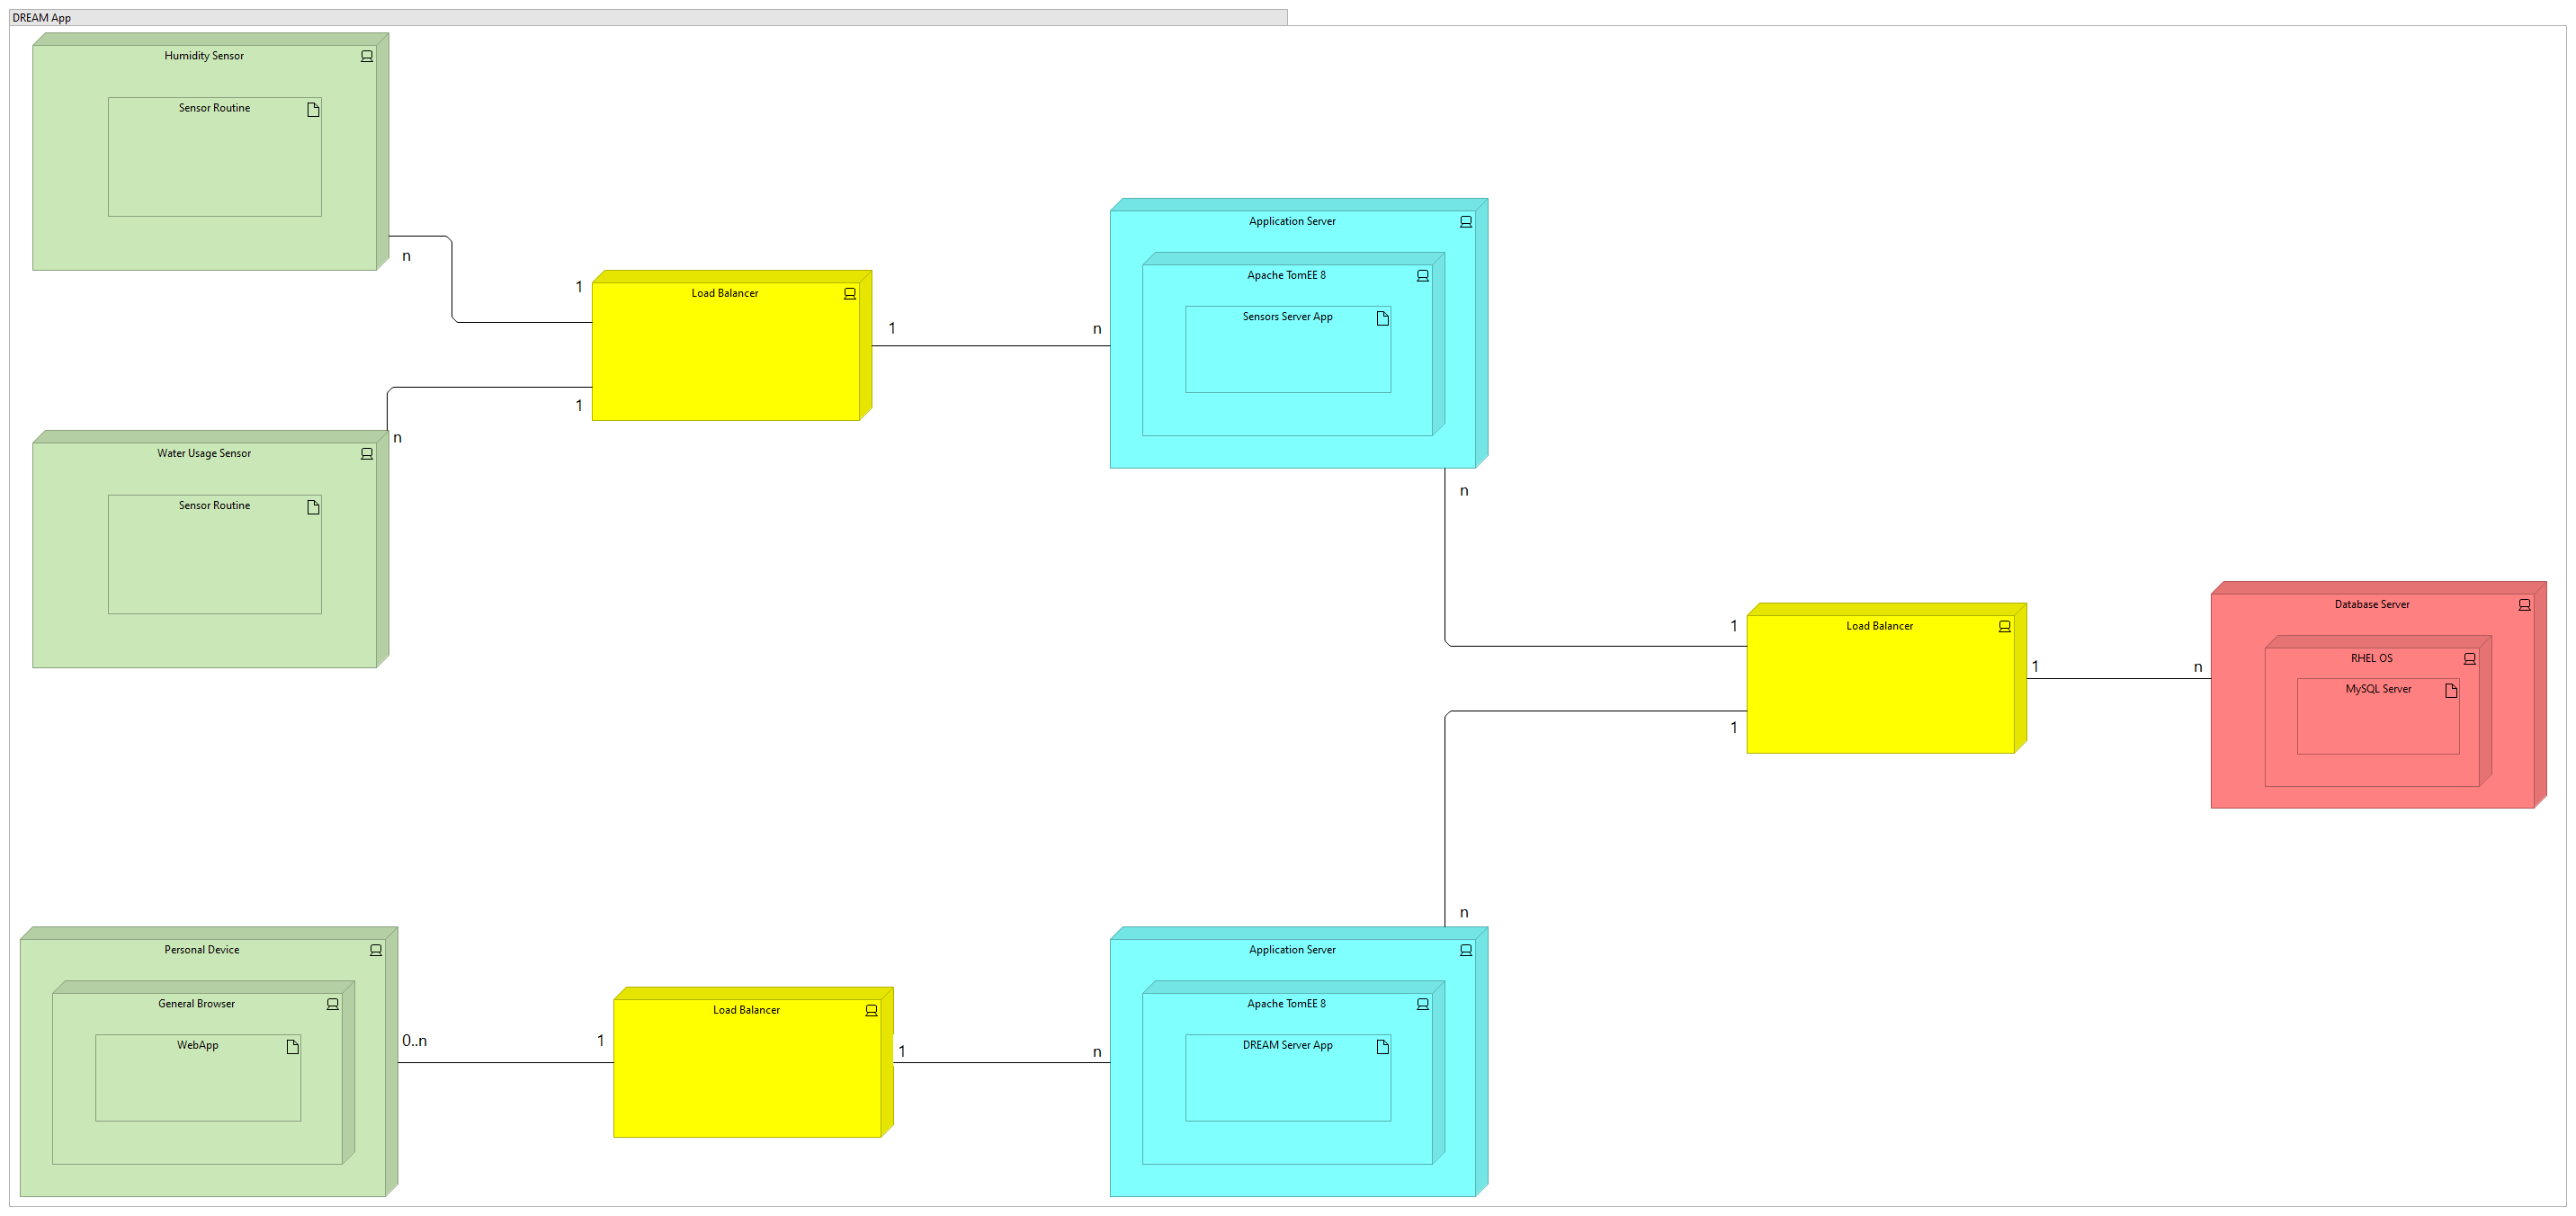 DREAM App
Humidity Sensor
Sensor Routine
n
1
Load Balancer
1
n
Application Server
Apache TomEE 8
Sensors Server App
1
n
Water Usage Sensor
Sensor Routine
n
1
Load Balancer
1
1
n
Database Server
RHEL OS
MySQL Server
n
Personal Device
General Browser
WebApp
0..n
1
Load Balancer
1
n
Application Server
Apache TomEE 8
DREAM Server App